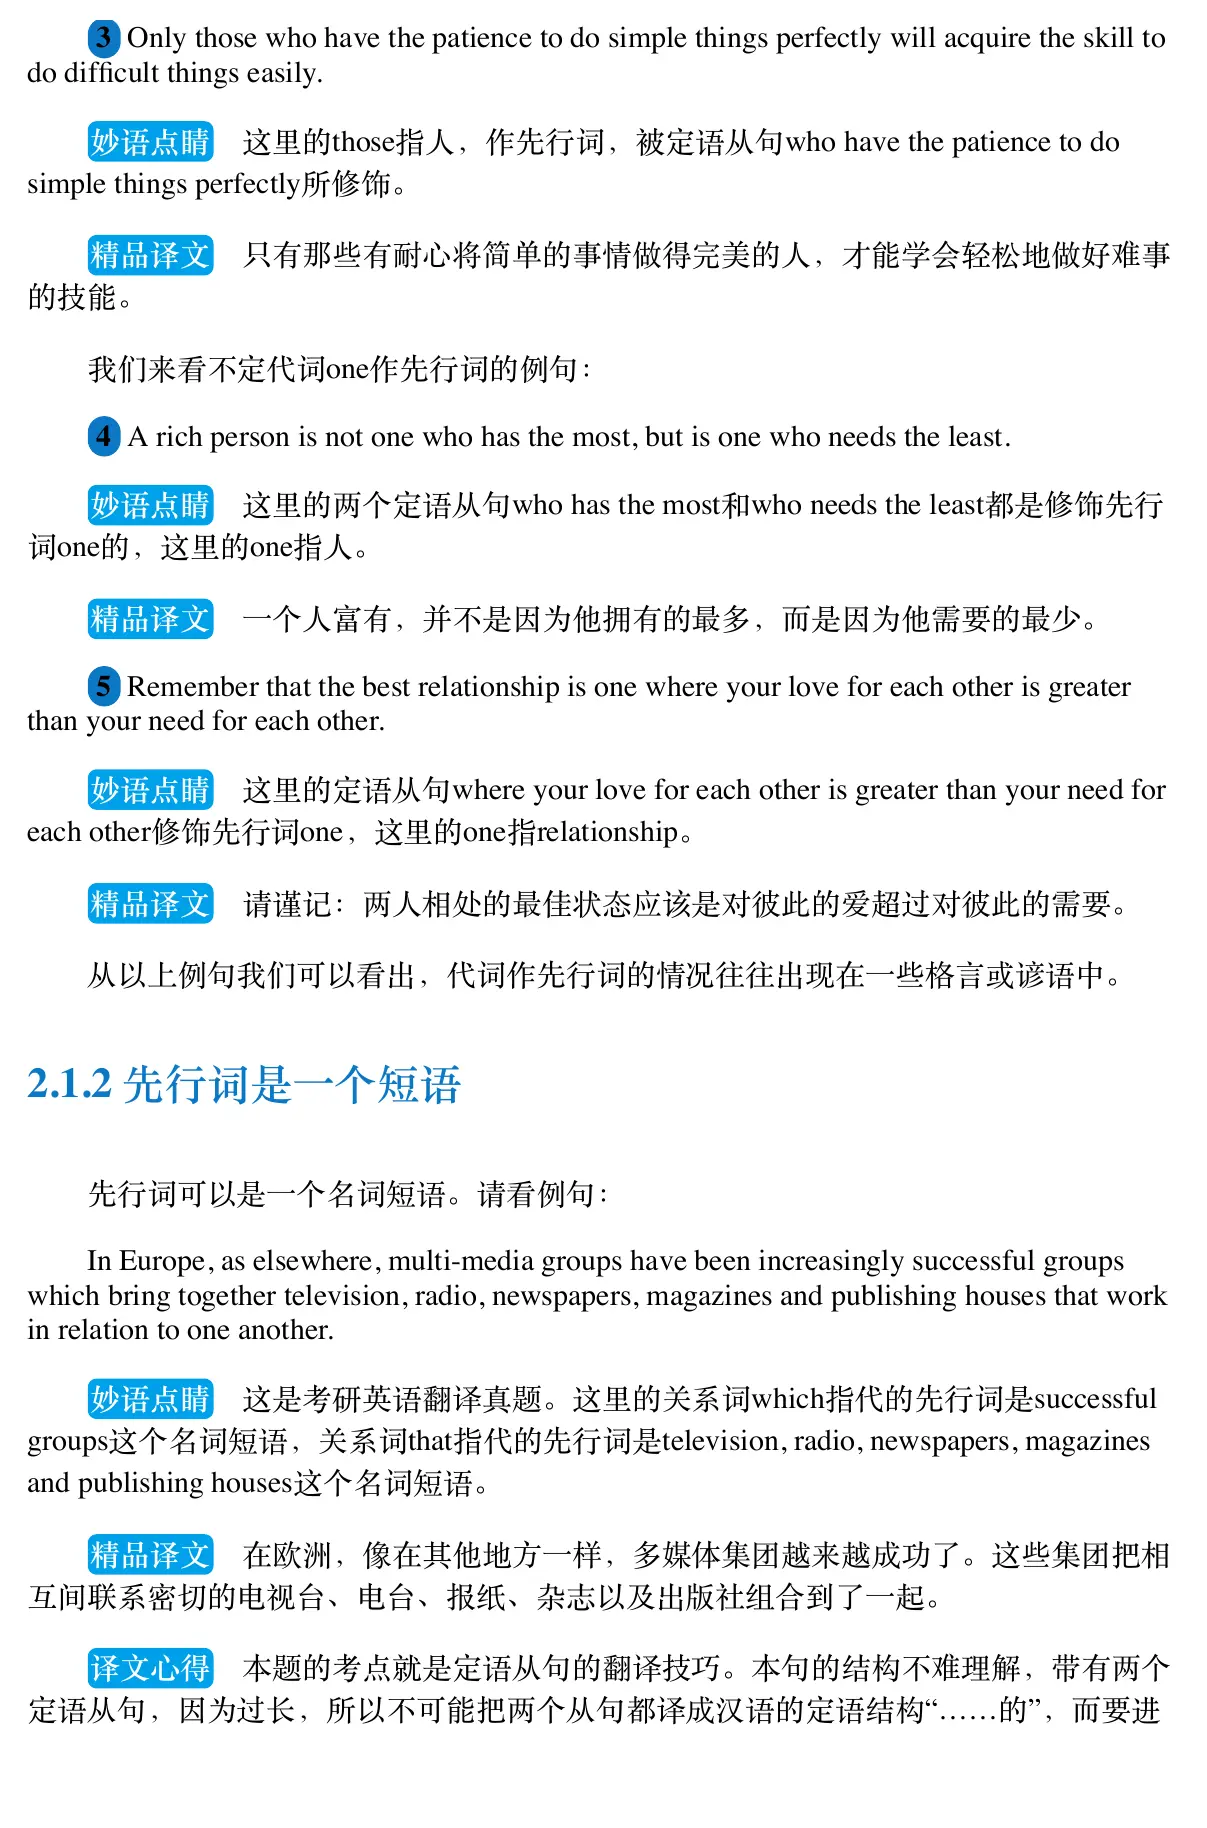 3 Only those who have the patience to do simple things perfectly will acquire the skill to
do difficult things easily.
妙语点睛 这里的those指人，作先行词，被定语从句who have the patience to do
simple things perfectly所修饰。
精品译文 只有那些有耐心将简单的事情做得完美的人，才能学会轻松地做好难事
的技能。
我们来看不定代词one作先行词的例句：
4 A rich person is not one who has the most, but is one who needs the least.
妙语点睛 这里的两个定语从句who has the most和who needs the least都是修饰先行
词one的，这里的one指人。
精品译文 一个人富有，并不是因为他拥有的最多，而是因为他需要的最少。
5 Remember that the best relationship is one where your love for each other is greater
than your need for each other.
妙语点睛 这里的定语从句where your love for each other is greater than your need for
each other修饰先行词one，这里的one指relationship。
精品译文 请谨记：两人相处的最佳状态应该是对彼此的爱超过对彼此的需要。
从以上例句我们可以看出，代词作先行词的情况往往出现在一些格言或谚语中。
2.1.2 先行词是一个短语
先行词可以是一个名词短语。请看例句：
In Europe, as elsewhere, multi-media groups have been increasingly successful groups
which bring together television, radio, newspapers, magazines and publishing houses that work
in relation to one another.
妙语点睛 这是考研英语翻译真题。这里的关系词which指代的先行词是successful
groups这个名词短语，关系词that指代的先行词是television, radio, newspapers, magazines
and publishing houses这个名词短语。
精品译文 在欧洲，像在其他地方一样，多媒体集团越来越成功了。这些集团把相
互间联系密切的电视台、电台、报纸、杂志以及出版社组合到了一起。
译文心得 本题的考点就是定语从句的翻译技巧。本句的结构不难理解，带有两个
定语从句，因为过长，所以不可能把两个从句都译成汉语的定语结构“……的”，而要进